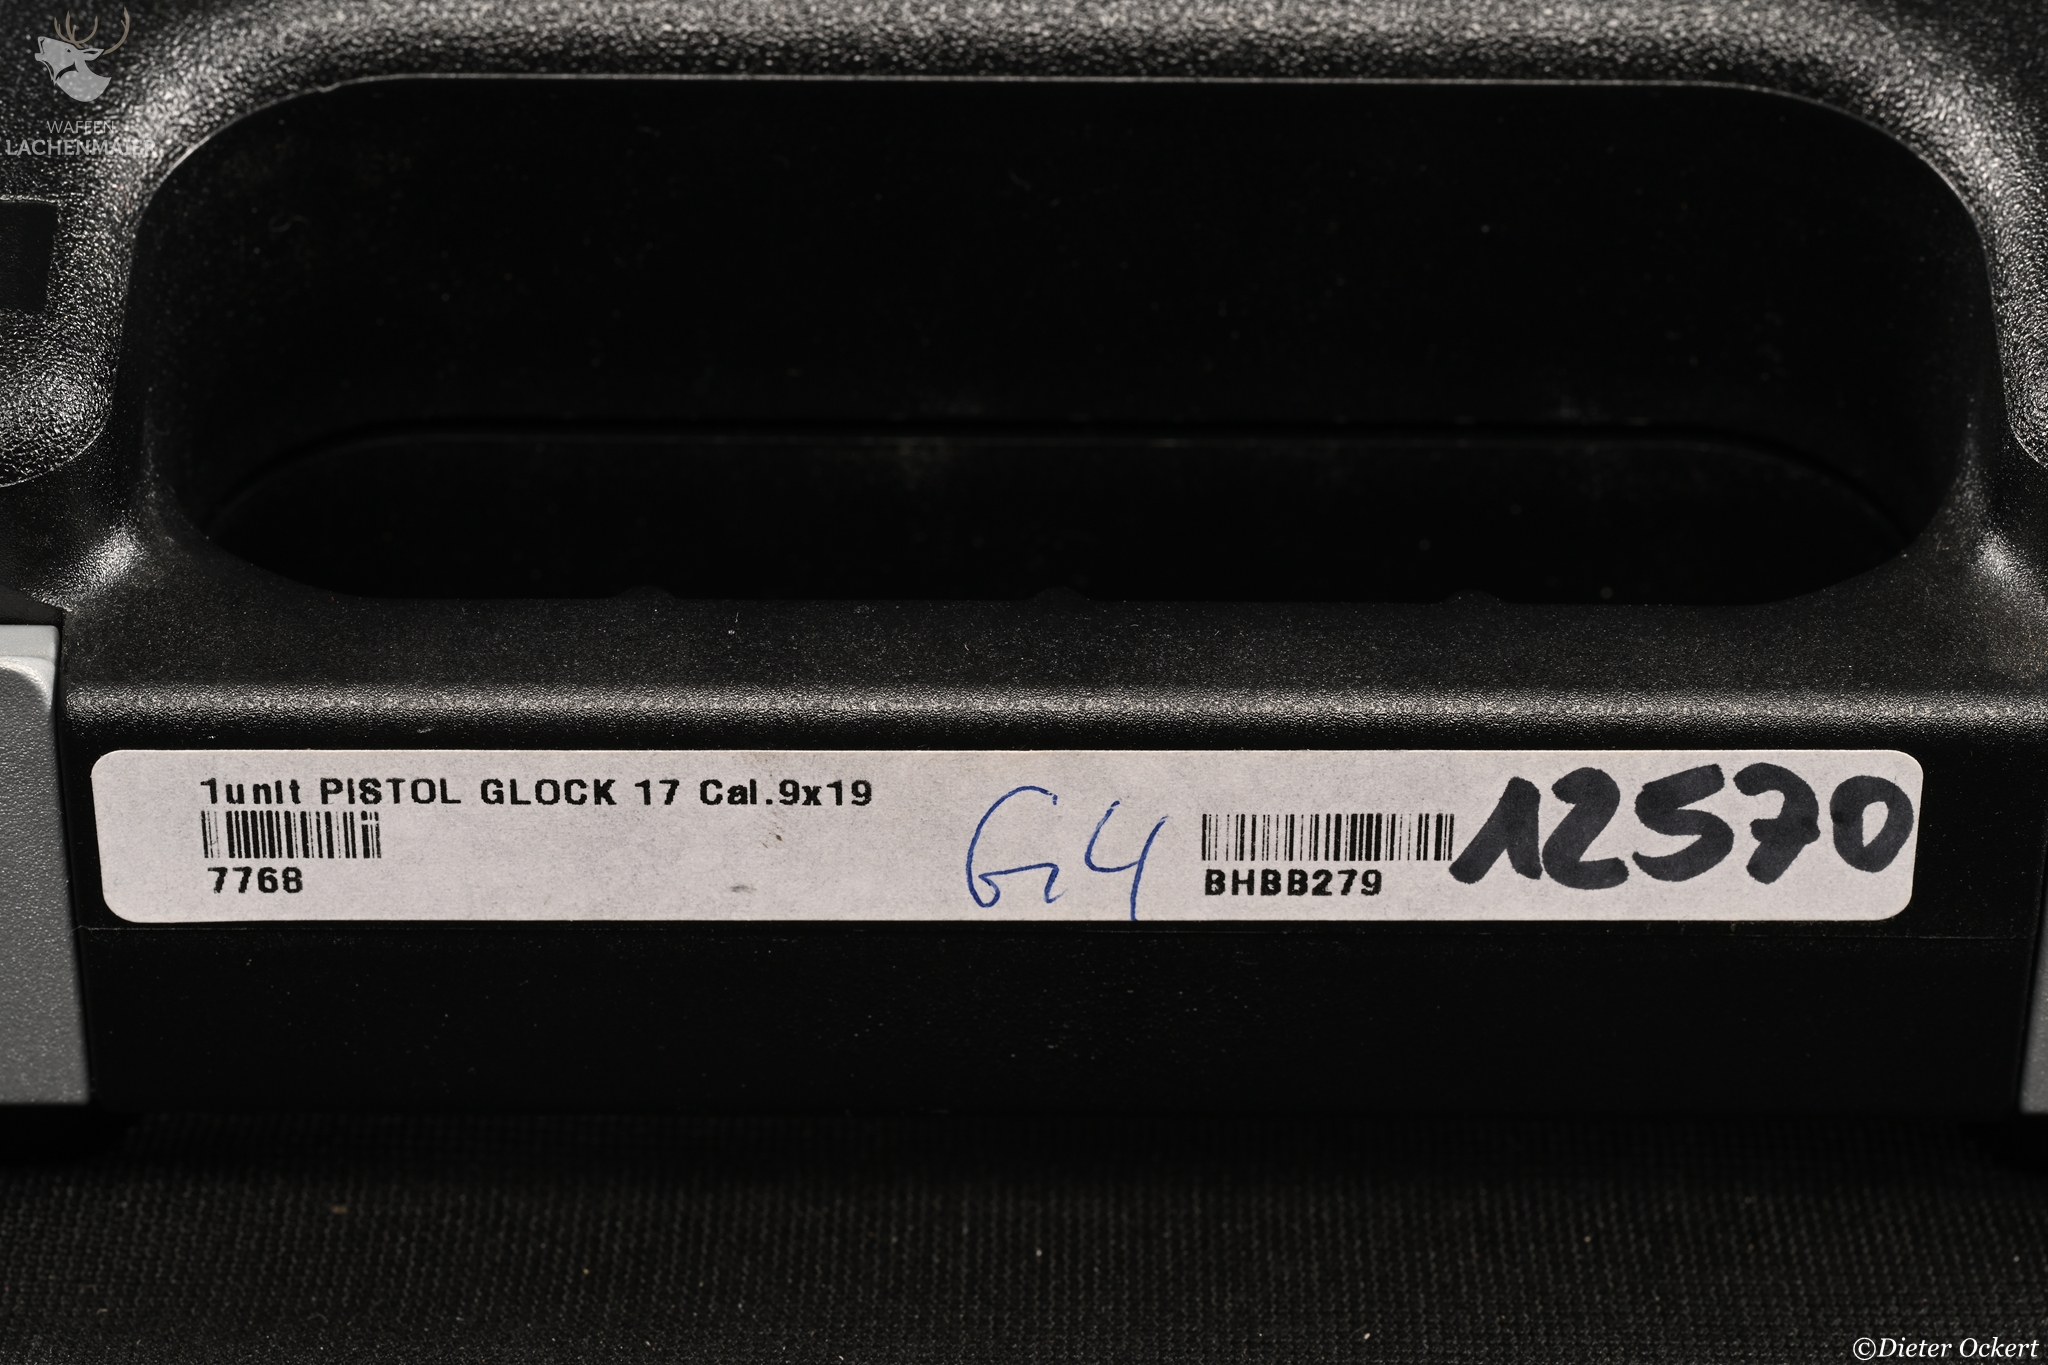 WAFFEN
LACHENMAIER
1unit PISTOL GLOCK 17 Cal.9x19
7768
G4
BHBB279
12570
©Dieter Ockert